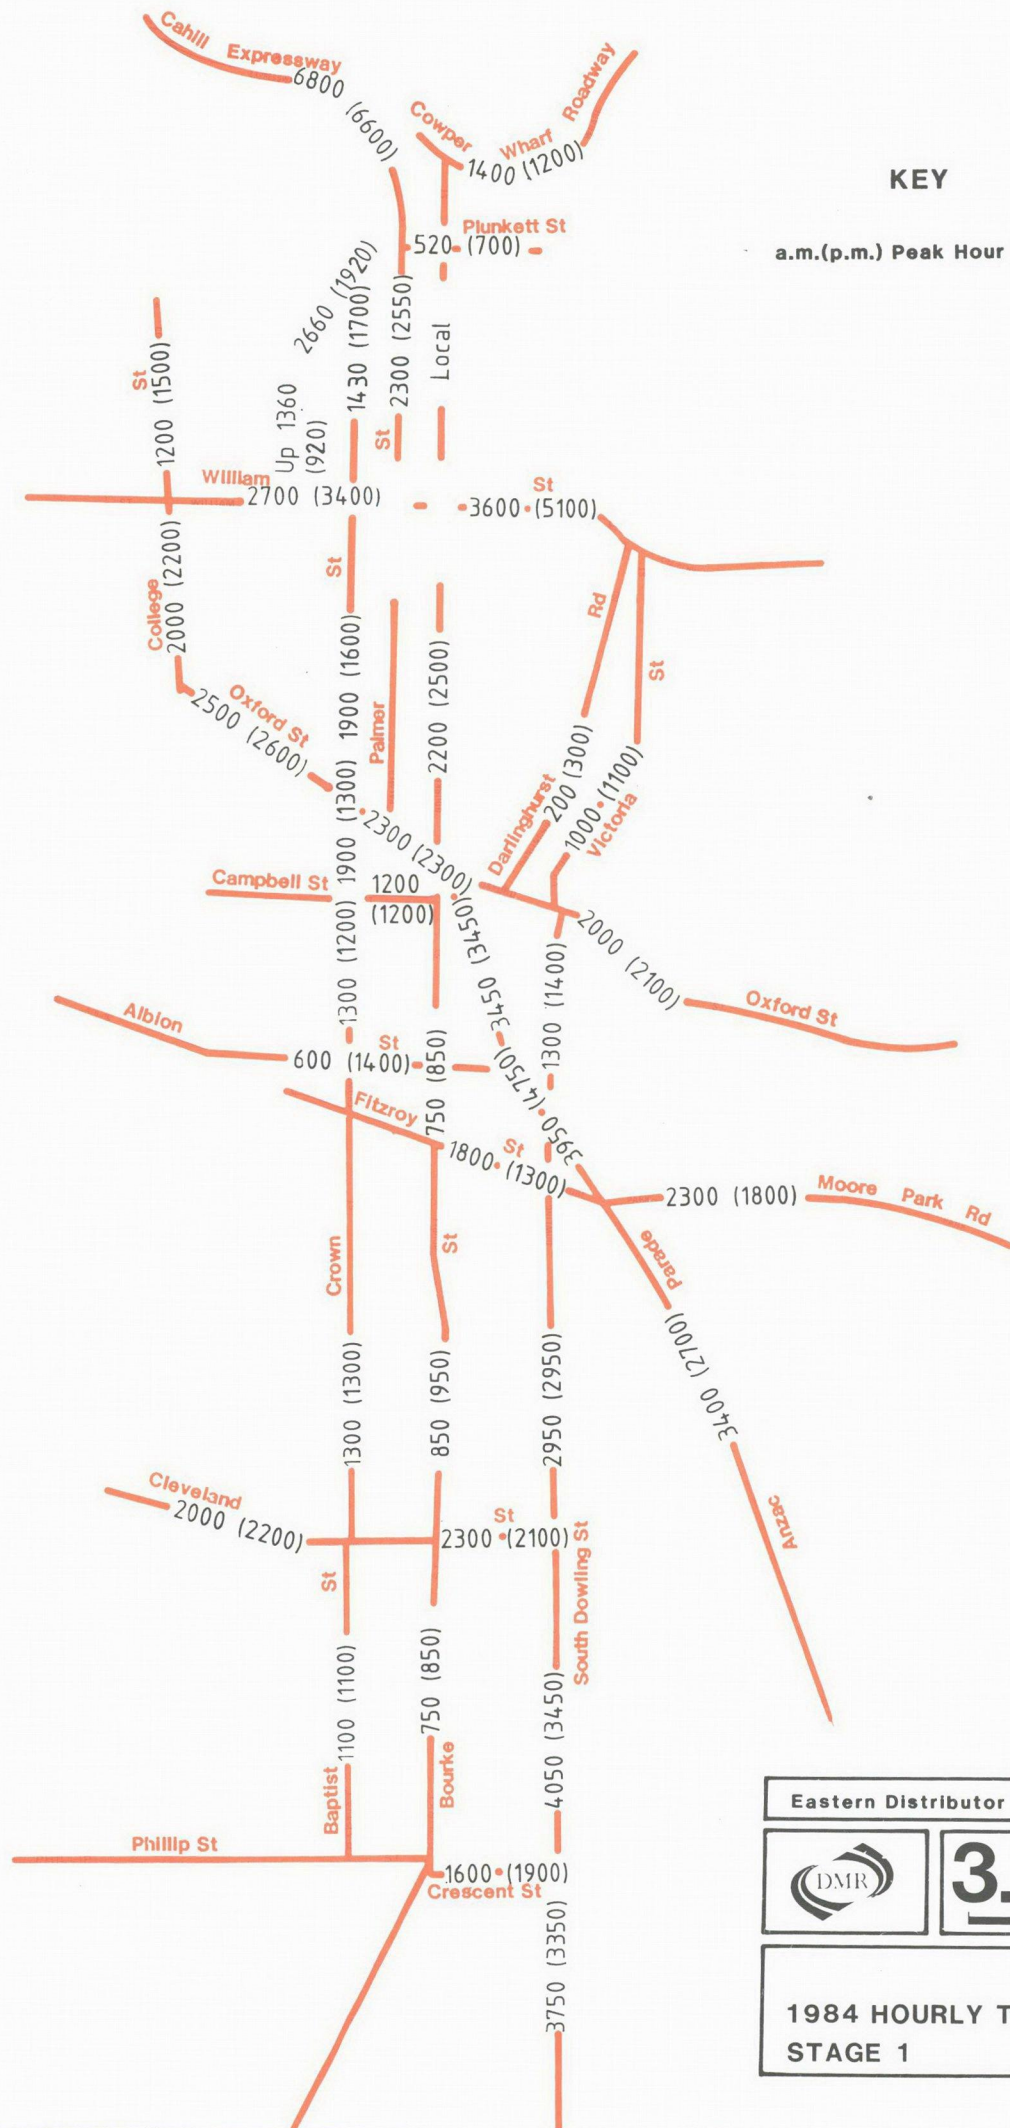 Cahill Expressway
6800 (6600)
Cowper Wharf Roadway
1400 (1200)
KEY
a.m.(p.m.) Peak Hour
Plunkett St
520 (700)
2660 (1920)
1430 (1700)
2300 (2550)
Local
St
1200 (1500)
Up 1360
(920)
St
William St
2700 (3400)
3600 (5100)
College
2000 (2200)
St
Rd
St
1900 (1600)
Palmer
2200 (2500)
Oxford St
2500 (2600)
200 (300)
Darlinghurst
1000 (1100)
Victoria
1900 (1300)
2300 (2300)
Campbell St
1200
(1200)
3450 (3450)
2000 (2100)
Oxford St
1300 (1200)
1300 (1400)
Albion St
600 (1400)
750 (850)
3950 (4750)
Fitzroy St
1800 (1300)
2300 (1800)
Moore Park Rd
Parade
Crown
St
3400 (2700)
1300 (1300)
850 (950)
2950 (2950)
Cleveland St
2000 (2200)
2300 (2100)
Anzac
St
South Dowling St
1100 (1100)
750 (850)
4050 (3450)
Baptist
Bourke
Phillip St
1600 (1900)
Crescent St
3750 (3350)
Eastern Distributor
DMR
3.
1984 HOURLY T
STAGE 1